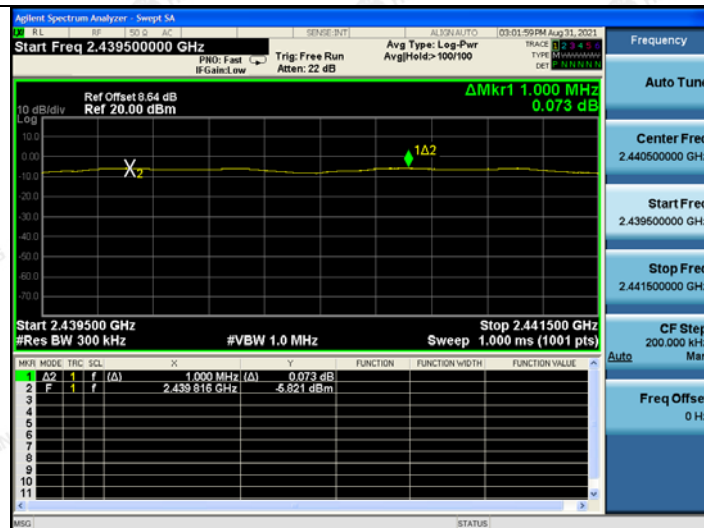 Agilent Spectrum Analyzer - Swept SA
RL RF 50 Ω AC SENSE:INT ALIGN AUTO 03:01:59 PM Aug 31, 2021
Start Freq 2.439500000 GHz
PNO: Fast
IFGain:Low
Trig: Free Run
Atten: 22 dB
Avg Type: Log-Pwr
Avg|Hold:> 100/100
TRACE 1 2 3 4 5 6
TYPE MWWWWW
DET P N N N N N
ΔMkr1 1.000 MHz
0.073 dB
Ref Offset 8.64 dB
10 dB/div Ref 20.00 dBm
Log
10.0
0.00
-10.0
-20.0
-30.0
-40.0
-50.0
-60.0
-70.0
1Δ2
X2
Start 2.439500 GHz Stop 2.441500 GHz
#Res BW 300 kHz #VBW 1.0 MHz Sweep 1.000 ms (1001 pts)
MKR MODE TRC SCL X Y FUNCTION FUNCTION WIDTH FUNCTION VALUE
1 Δ2 1 f (Δ) 1.000 MHz (Δ) 0.073 dB
2 F 1 f 2.439 816 GHz -5.821 dBm
3
4
5
6
7
8
9
10
11
MSG STATUS
Frequency
Auto Tun
Center Fre
2.440500000 GH
Start Fre
2.439500000 GH
Stop Fre
2.441500000 GH
CF Step
200.000 kH
Auto Man
Freq Offse
0 H